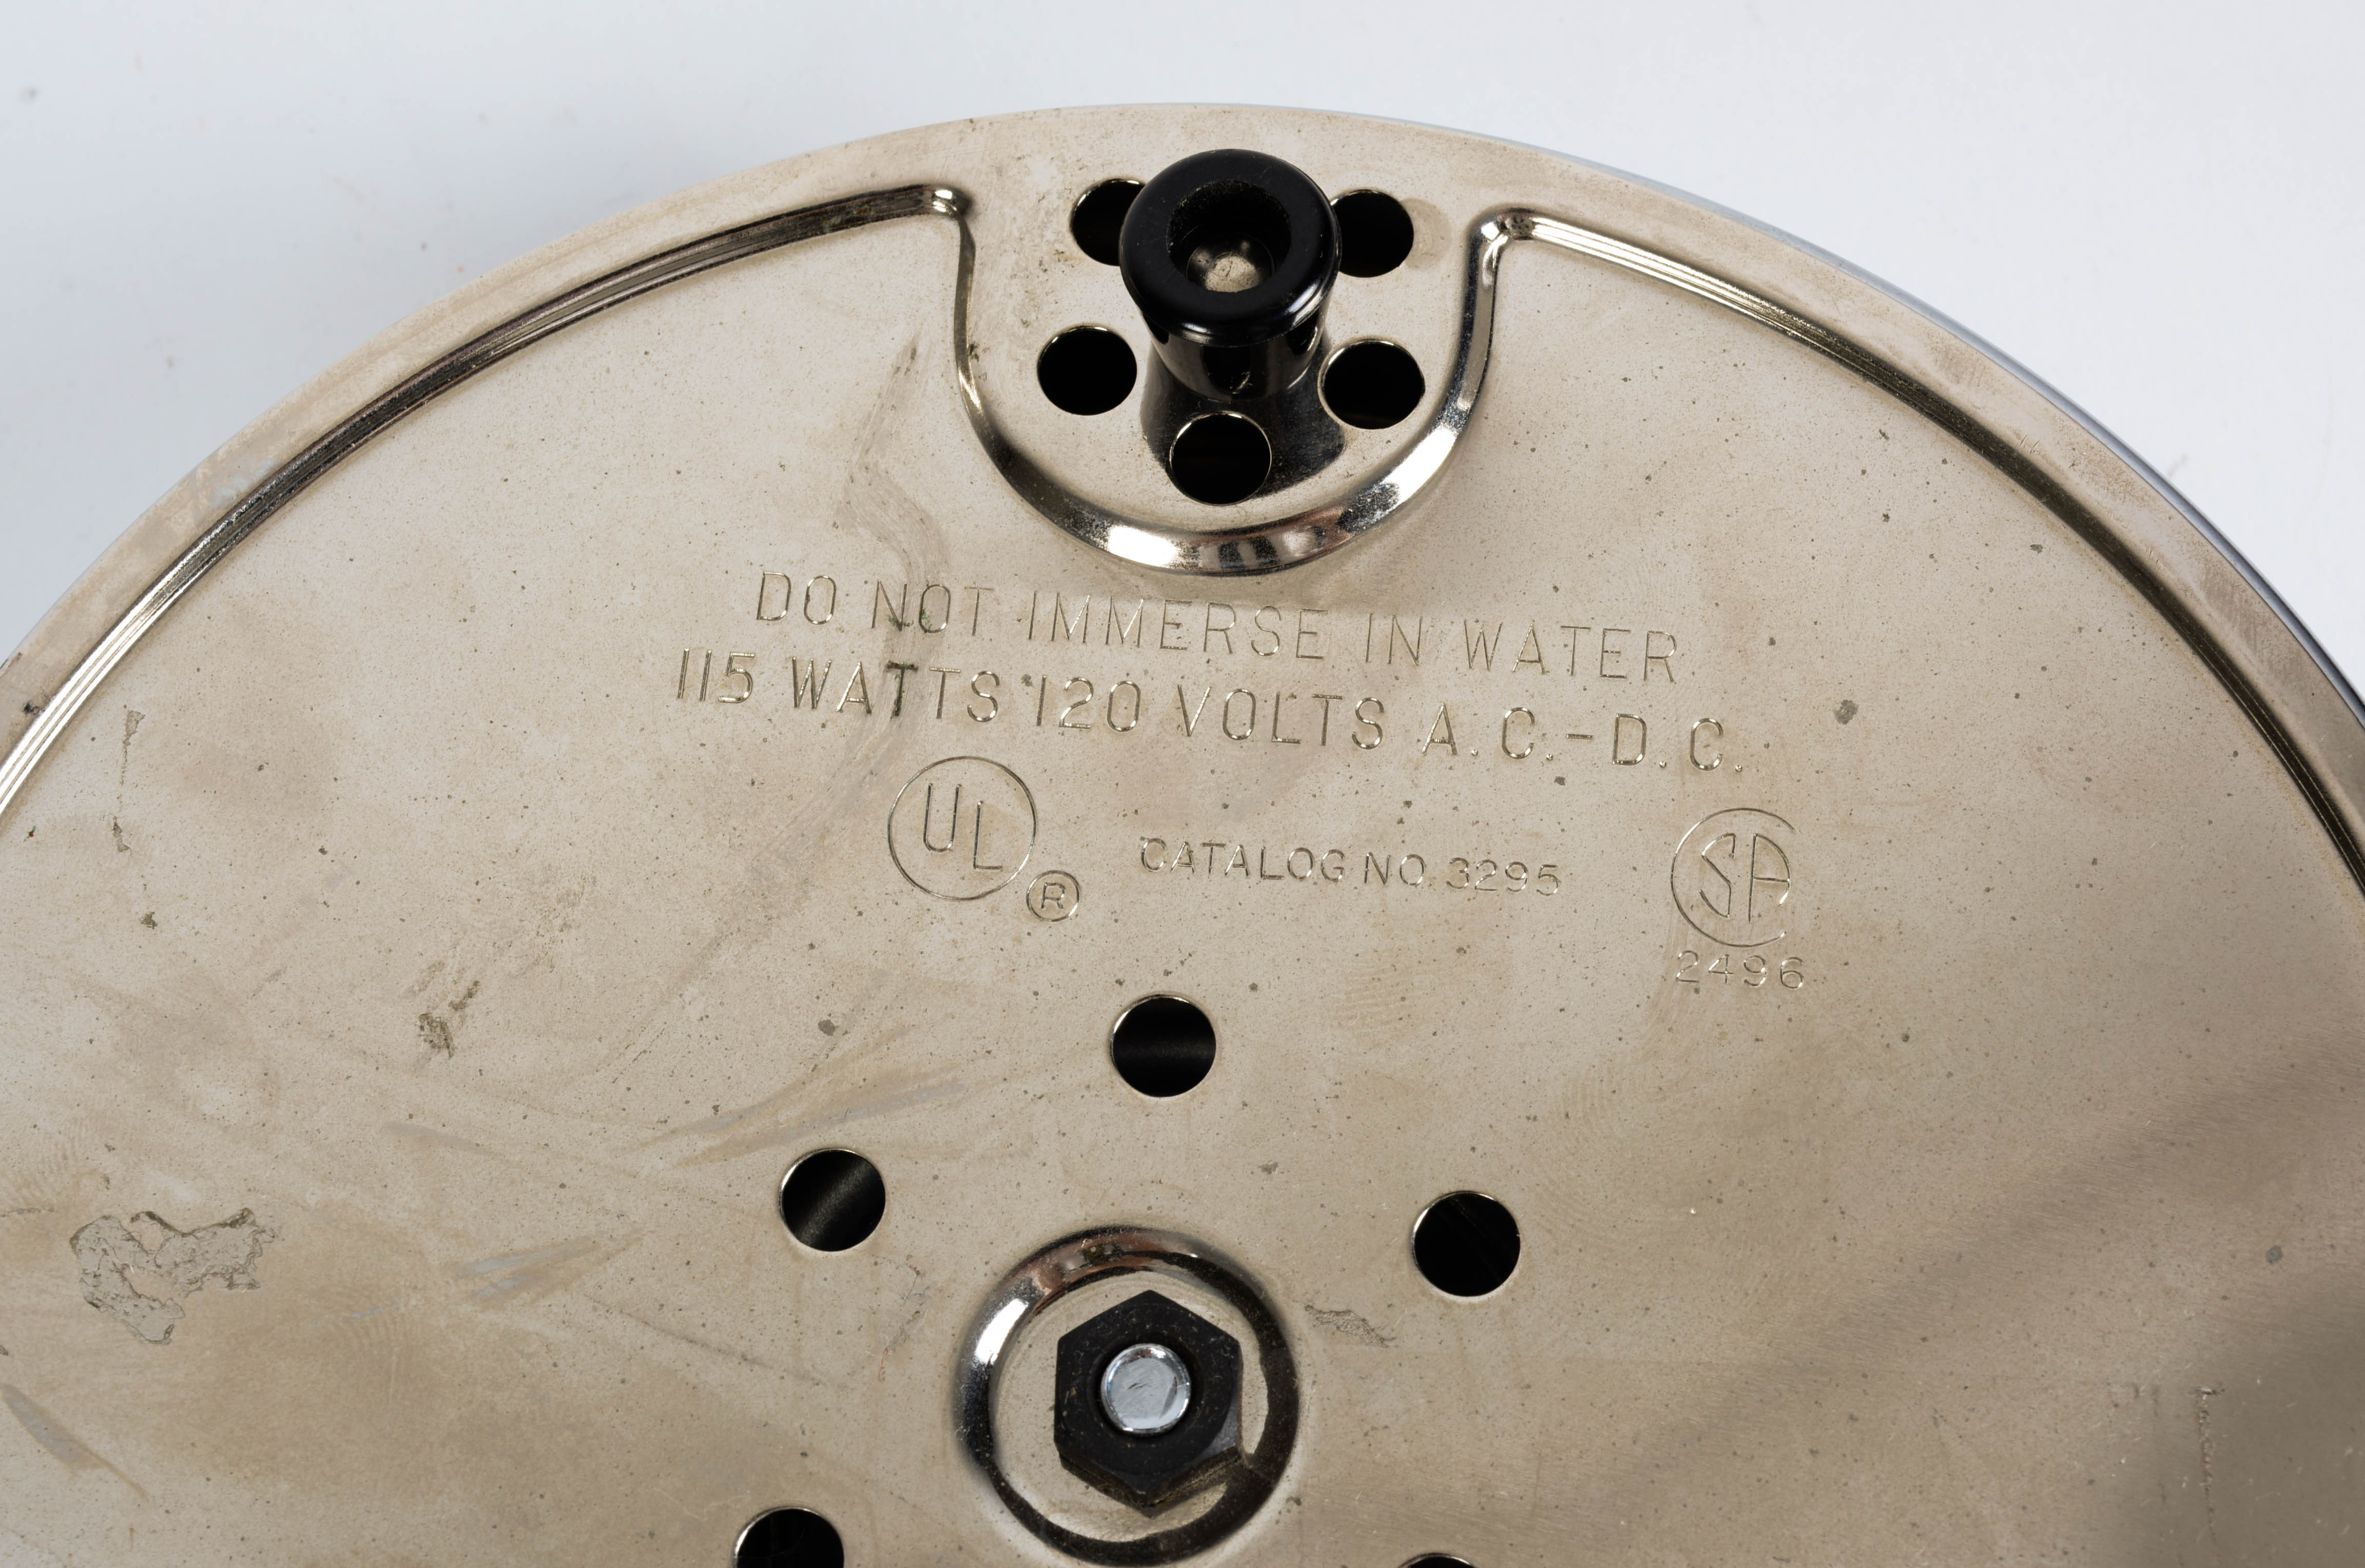 DO NOT IMMERSE IN WATER
115 WATTS 120 VOLTS A.C.-D.C.
UL ® CATALOG NO. 3295 SA
2496